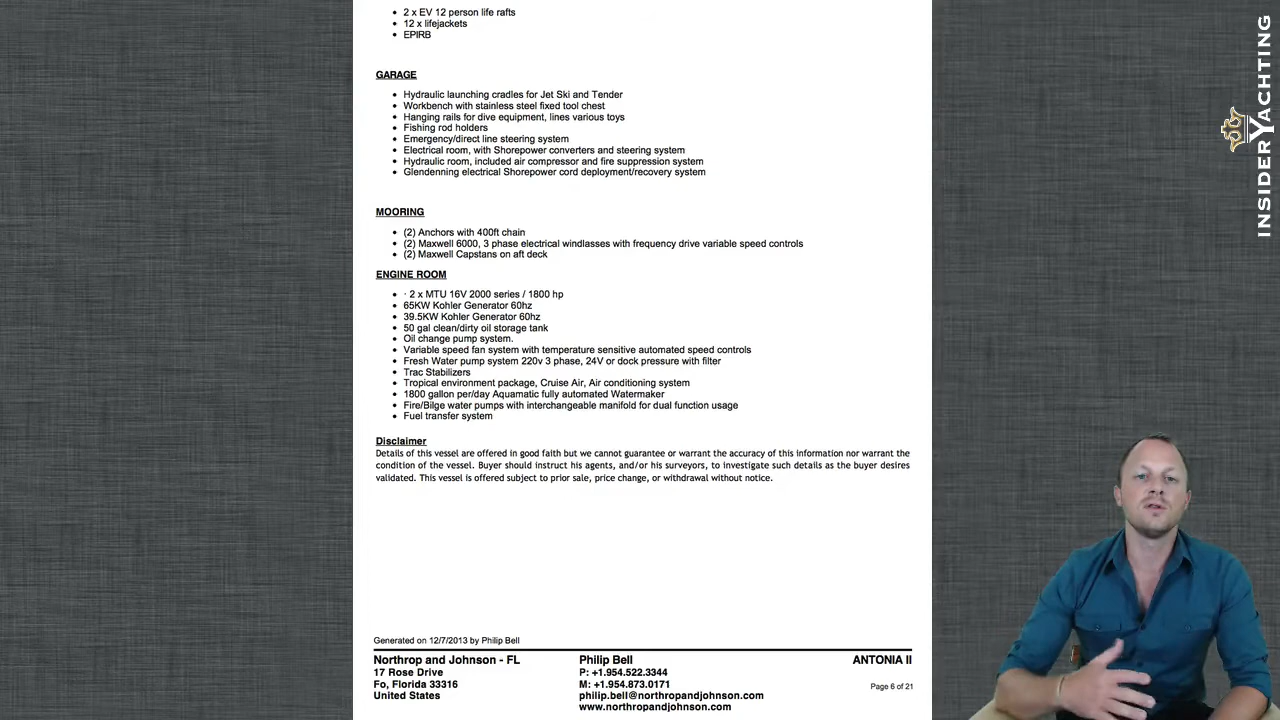 • 2 x EV 12 person life rafts
• 12 x lifejackets
• EPIRB
GARAGE
• Hydraulic launching cradles for Jet Ski and Tender
• Workbench with stainless steel fixed tool chest
• Hanging rails for dive equipment, lines various toys
• Fishing rod holders
• Emergency/direct line steering system
• Electrical room, with Shorepower converters and steering system
• Hydraulic room, included air compressor and fire suppression system
• Glendenning electrical Shorepower cord deployment/recovery system
MOORING
• (2) Anchors with 400ft chain
• (2) Maxwell 6000, 3 phase electrical windlasses with frequency drive variable speed controls
• (2) Maxwell Capstans on aft deck
ENGINE ROOM
• · 2 x MTU 16V 2000 series / 1800 hp
• 65KW Kohler Generator 60hz
• 39.5KW Kohler Generator 60hz
• 50 gal clean/dirty oil storage tank
• Oil change pump system.
• Variable speed fan system with temperature sensitive automated speed controls
• Fresh Water pump system 220v 3 phase, 24V or dock pressure with filter
• Trac Stabilizers
• Tropical environment package, Cruise Air, Air conditioning system
• 1800 gallon per/day Aquamatic fully automated Watermaker
• Fire/Bilge water pumps with interchangeable manifold for dual function usage
• Fuel transfer system
Disclaimer
Details of this vessel are offered in good faith but we cannot guarantee or warrant the accuracy of this information nor warrant the
condition of the vessel. Buyer should instruct his agents, and/or his surveyors, to investigate such details as the buyer desires
validated. This vessel is offered subject to prior sale, price change, or withdrawal without notice.
Generated on 12/7/2013 by Philip Bell
Northrop and Johnson - FL
17 Rose Drive
Fo, Florida 33316
United States
Philip Bell
P: +1.954.522.3344
M: +1.954.873.0171
philip.bell@northropandjohnson.com
www.northropandjohnson.com
ANTONIA II
Page 6 of 21
INSIDER YACHTING